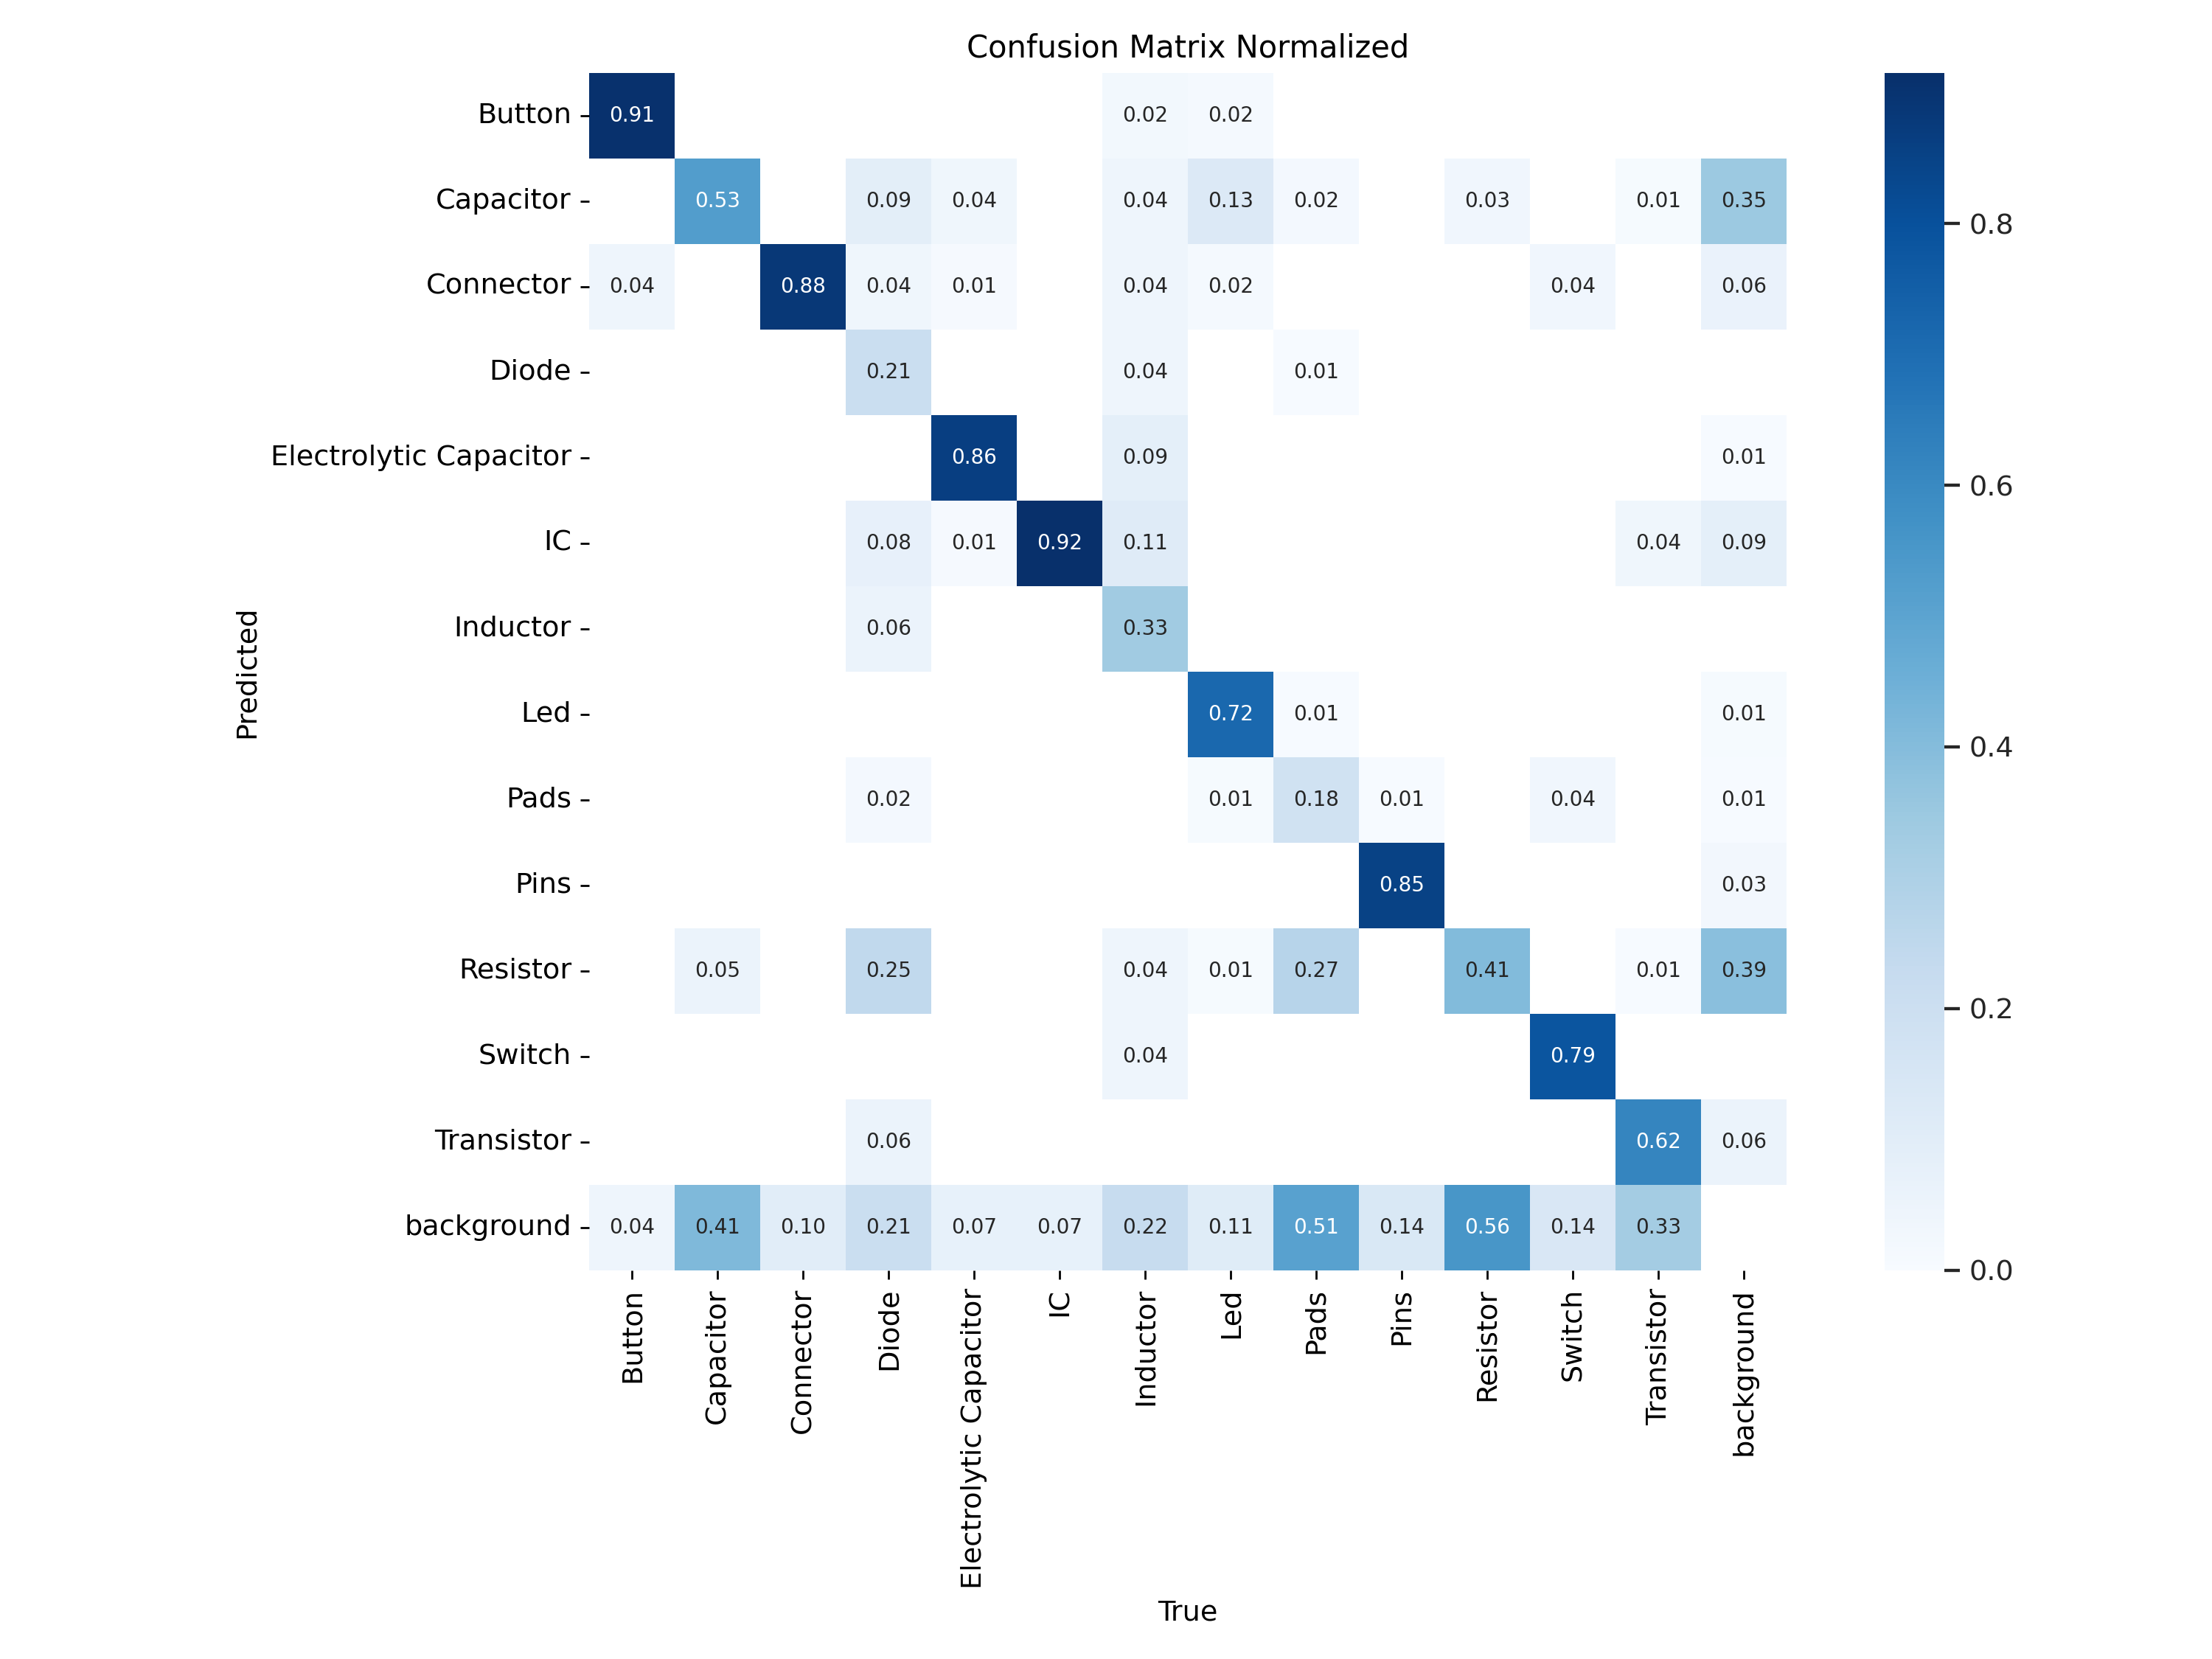 Confusion Matrix Normalized
Button 0.91 0.02 0.02
Capacitor 0.53 0.09 0.04 0.04 0.13 0.02 0.03 0.01 0.35
Connector 0.04 0.88 0.04 0.01 0.04 0.02 0.04 0.06
Diode 0.21 0.04 0.01
Electrolytic Capacitor 0.86 0.09 0.01
IC 0.08 0.01 0.92 0.11 0.04 0.09
Inductor 0.06 0.33
Led 0.72 0.01 0.01
Pads 0.02 0.01 0.18 0.01 0.04 0.01
Pins 0.85 0.03
Resistor 0.05 0.25 0.04 0.01 0.27 0.41 0.01 0.39
Switch 0.04 0.79
Transistor 0.06 0.62 0.06
background 0.04 0.41 0.10 0.21 0.07 0.07 0.22 0.11 0.51 0.14 0.56 0.14 0.33
Predicted
Button
Capacitor
Connector
Diode
Electrolytic Capacitor
IC
Inductor
Led
Pads
Pins
Resistor
Switch
Transistor
background
True
0.8
0.6
0.4
0.2
0.0